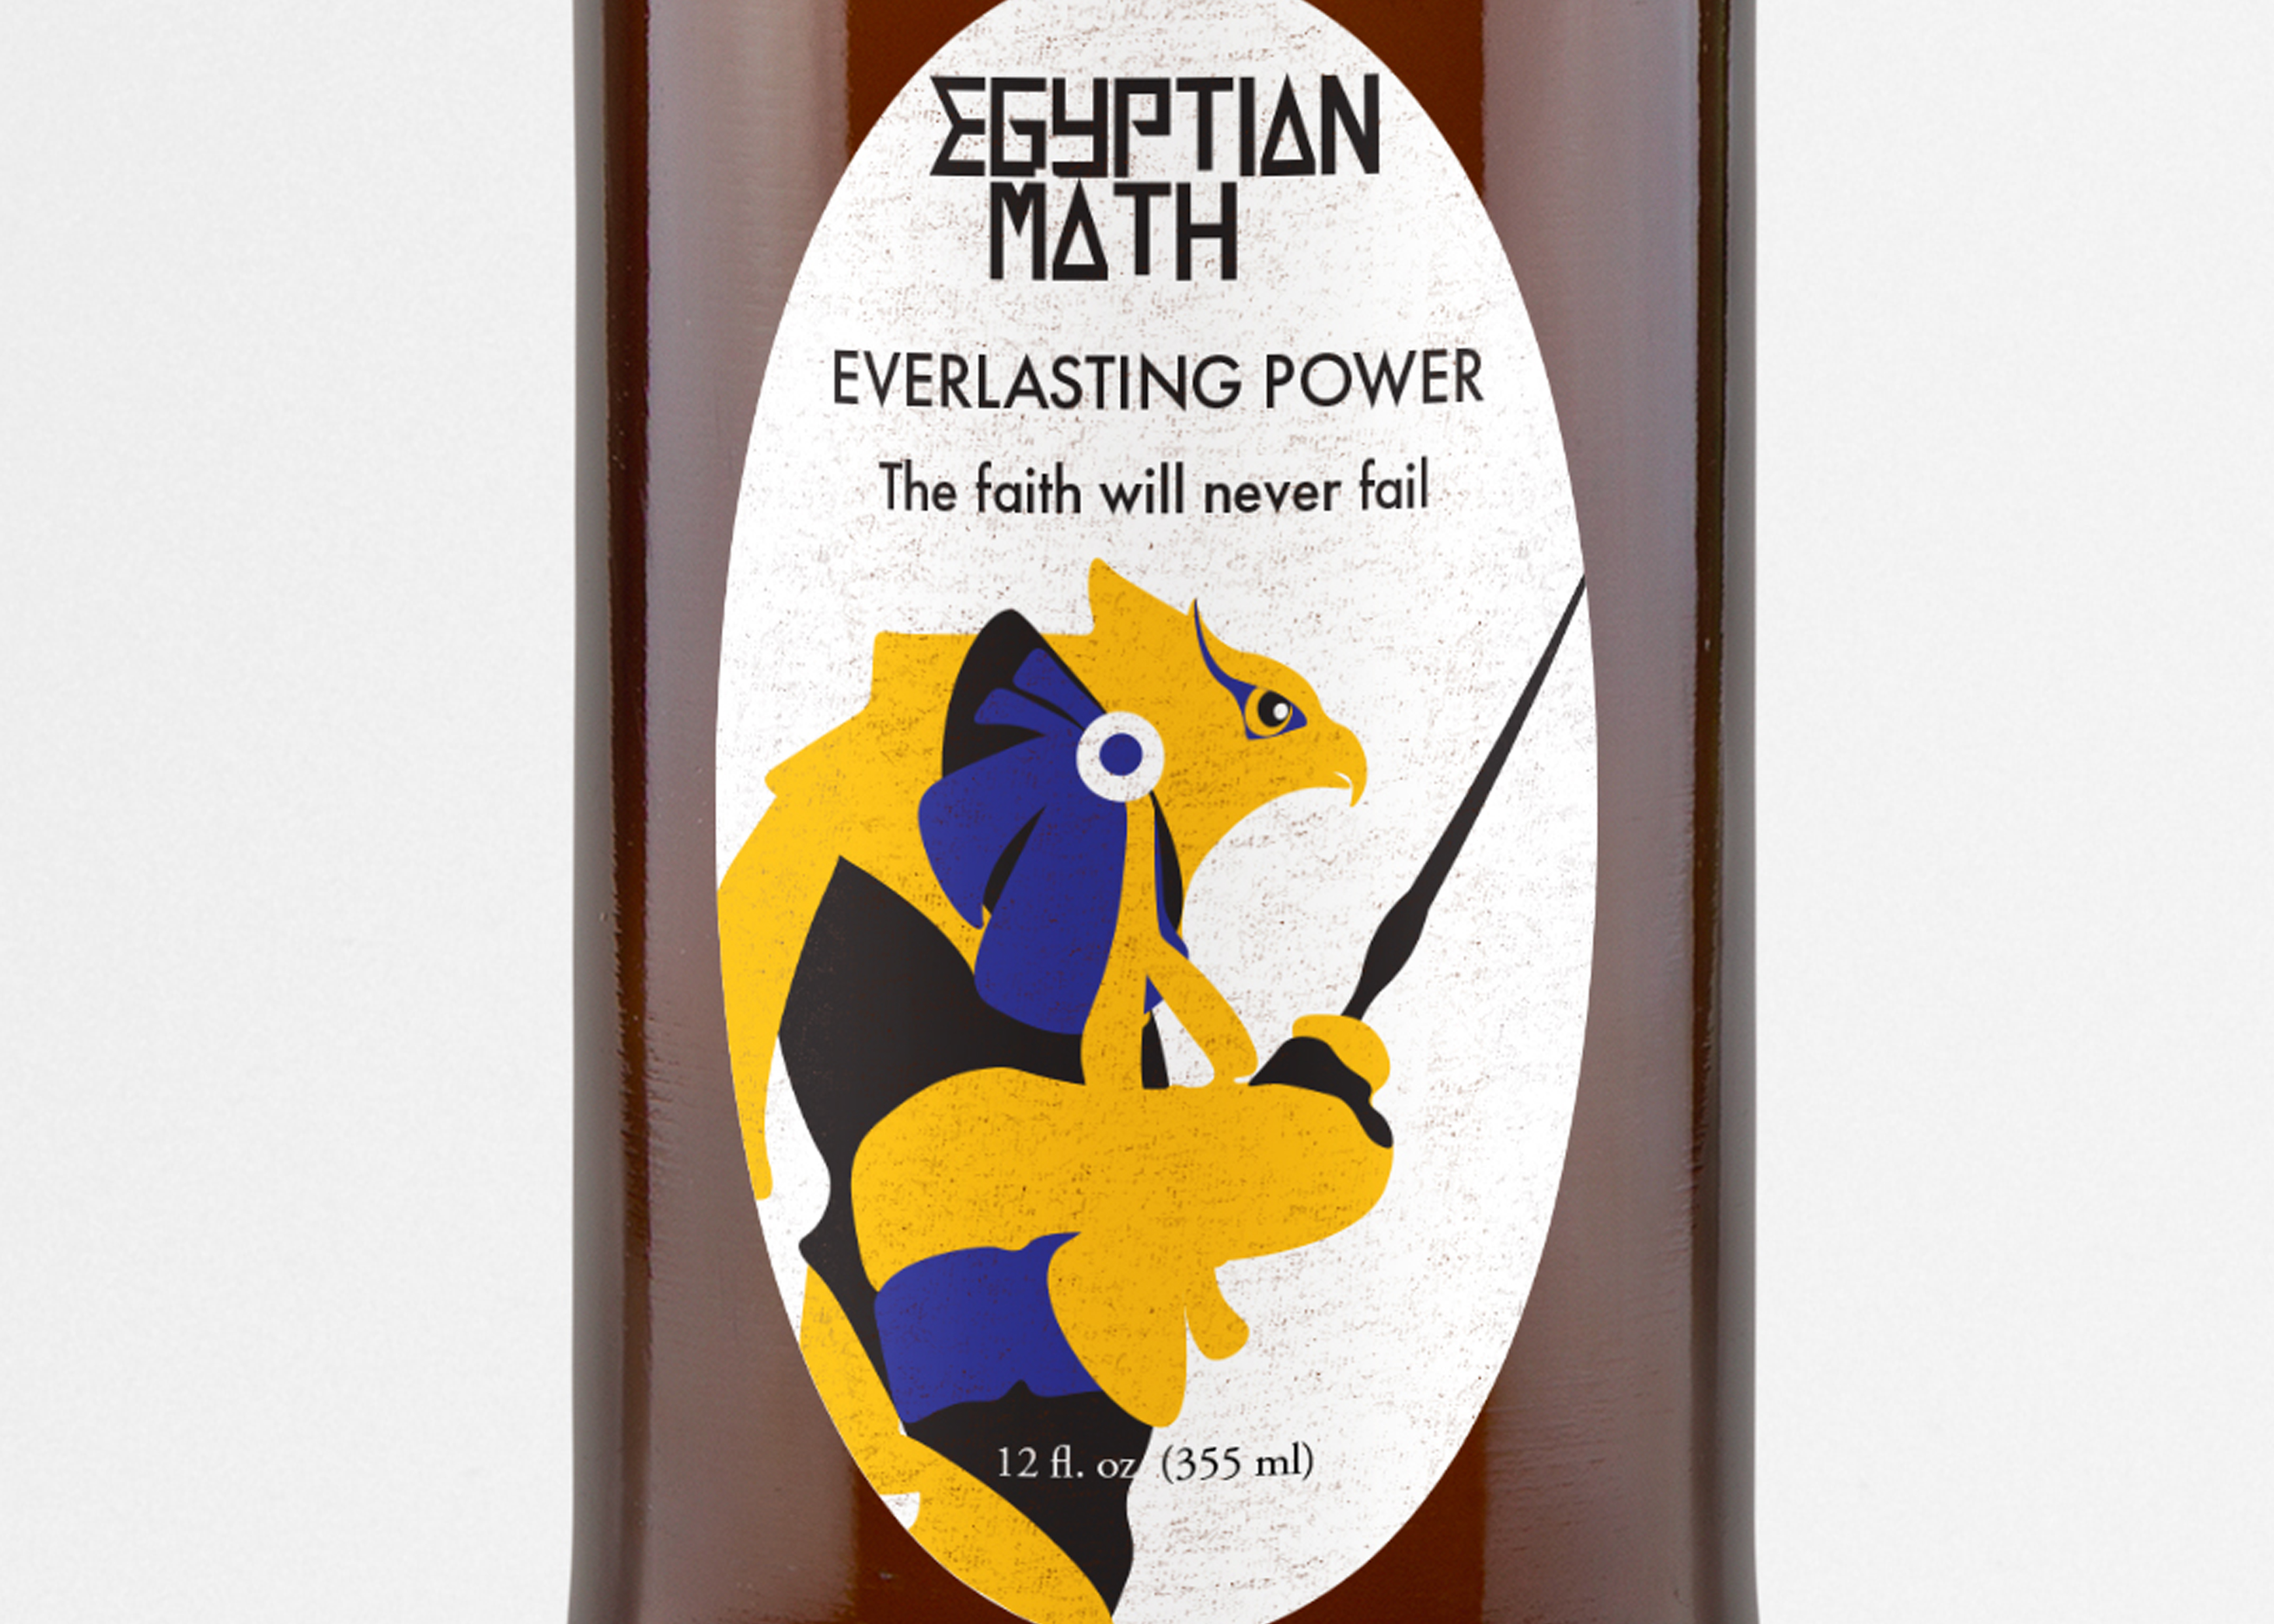 EGYPTIAN
MATH
EVERLASTING POWER
The faith will never fail
12 fl. oz (355 ml)